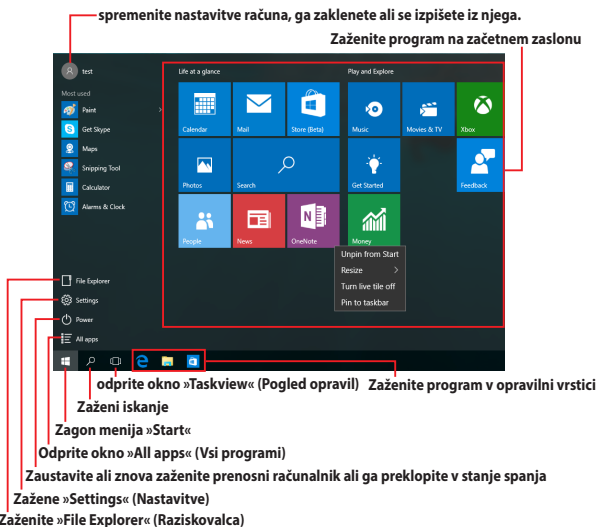 spremenite nastavitve računa, ga zaklenete ali se izpišete iz njega.
Zaženite program na začetnem zaslonu
test
Life at a glance
Play and Explore
Most used
Paint
Get Skype
Maps
Snipping Tool
Calculator
Alarms & Clock
Calendar
Mail
Store (Beta)
Music
Movies & TV
Xbox
Photos
Search
Get Started
Feedback
People
News
OneNote
Money
Unpin from Start
Resize
Turn live tile off
Pin to taskbar
File Explorer
Settings
Power
All apps
odprite okno »Taskview« (Pogled opravil)
Zaženite program v opravilni vrstici
Zaženi iskanje
Zagon menija »Start«
Odprite okno »All apps« (Vsi programi)
Zaustavite ali znova zaženite prenosni računalnik ali ga preklopite v stanje spanja
Zažene »Settings« (Nastavitve)
Zaženite »File Explorer« (Raziskovalca)